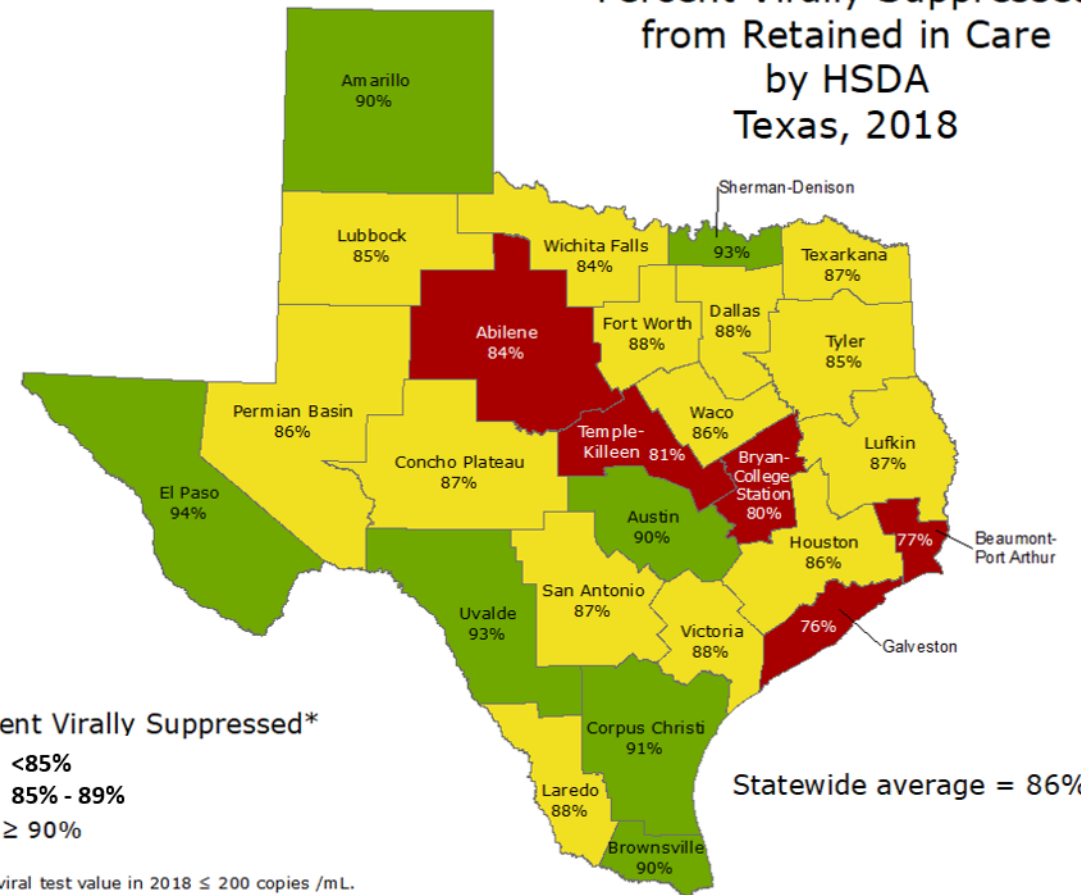 from Retained in Care
by HSDA
Texas, 2018
Amarillo
90%
Sherman-Denison
93%
Lubbock
85%
Wichita Falls
84%
Texarkana
87%
Abilene
84%
Fort Worth
88%
Dallas
88%
Tyler
85%
Permian Basin
86%
Concho Plateau
87%
Temple-
Killeen 81%
Waco
86%
Bryan-
College
Station
80%
Lufkin
87%
El Paso
94%
Austin
90%
Houston
86%
77%
Beaumont-
Port Arthur
San Antonio
87%
Uvalde
93%
Victoria
88%
76%
Galveston
Corpus Christi
91%
Laredo
88%
Brownsville
90%
Statewide average = 86%
ent Virally Suppressed*
<85%
85% - 89%
≥ 90%
viral test value in 2018 ≤ 200 copies /mL.